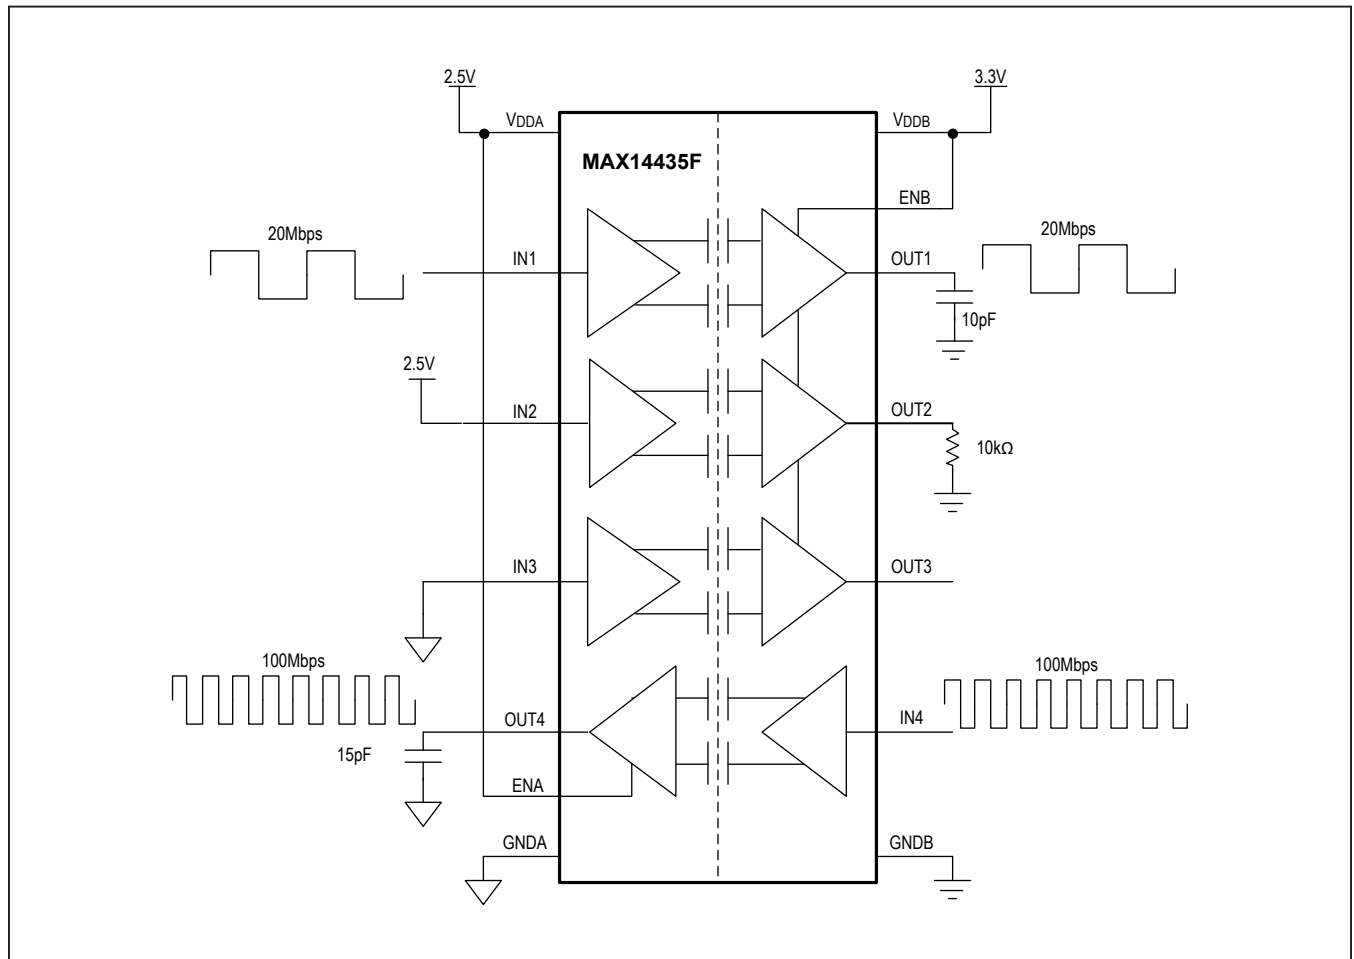 2.5V
3.3V
VDDA
VDDB
MAX14435F
ENB
20Mbps
IN1
OUT1
20Mbps
10pF
2.5V
IN2
OUT2
10kΩ
IN3
OUT3
100Mbps
100Mbps
OUT4
IN4
15pF
ENA
GNDA
GNDB